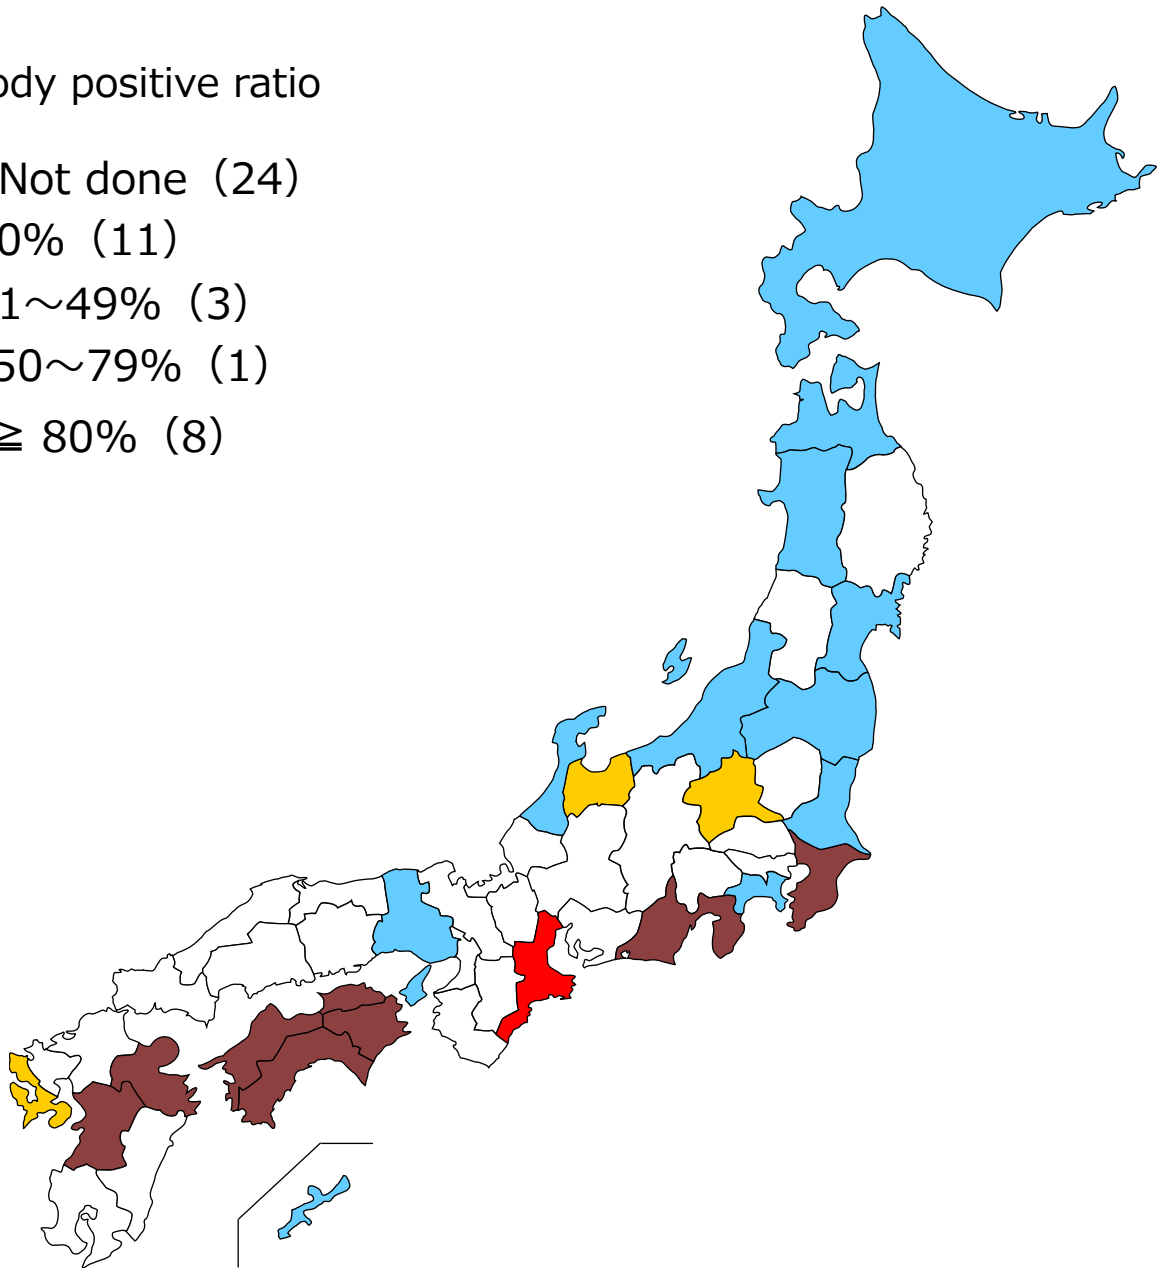 ody positive ratio
Not done（24）
0%（11）
1～49%（3）
50～79%（1）
≧ 80%（8）